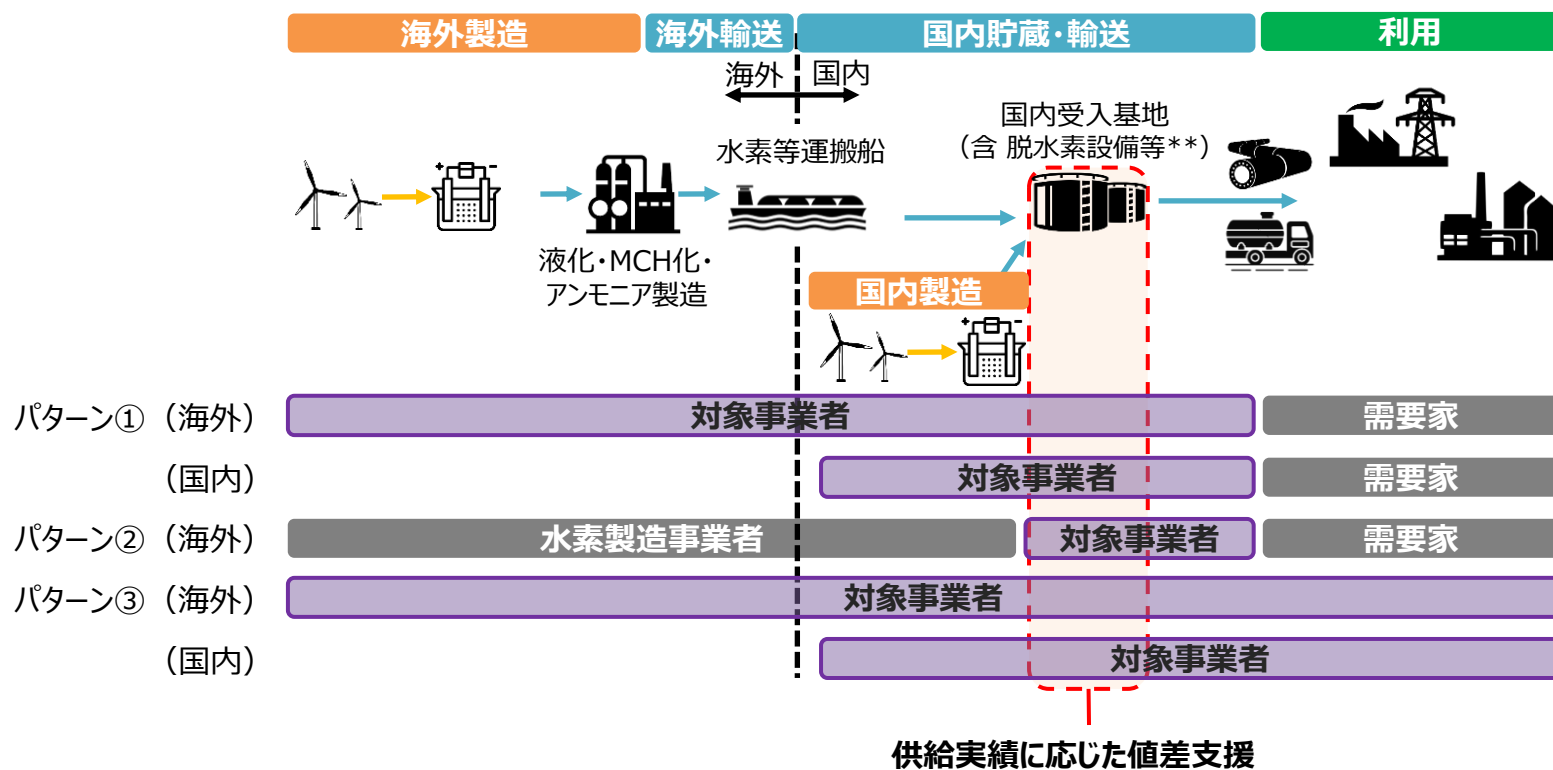 海外製造
海外輸送
国内貯蔵・輸送
利用
海外
国内
国内受入基地
（含 脱水素設備等**）
水素等運搬船
液化・MCH化・
アンモニア製造
国内製造
パターン①（海外）
対象事業者
需要家
（国内）
対象事業者
需要家
パターン②（海外）
水素製造事業者
対象事業者
需要家
パターン③（海外）
対象事業者
（国内）
対象事業者
供給実績に応じた値差支援